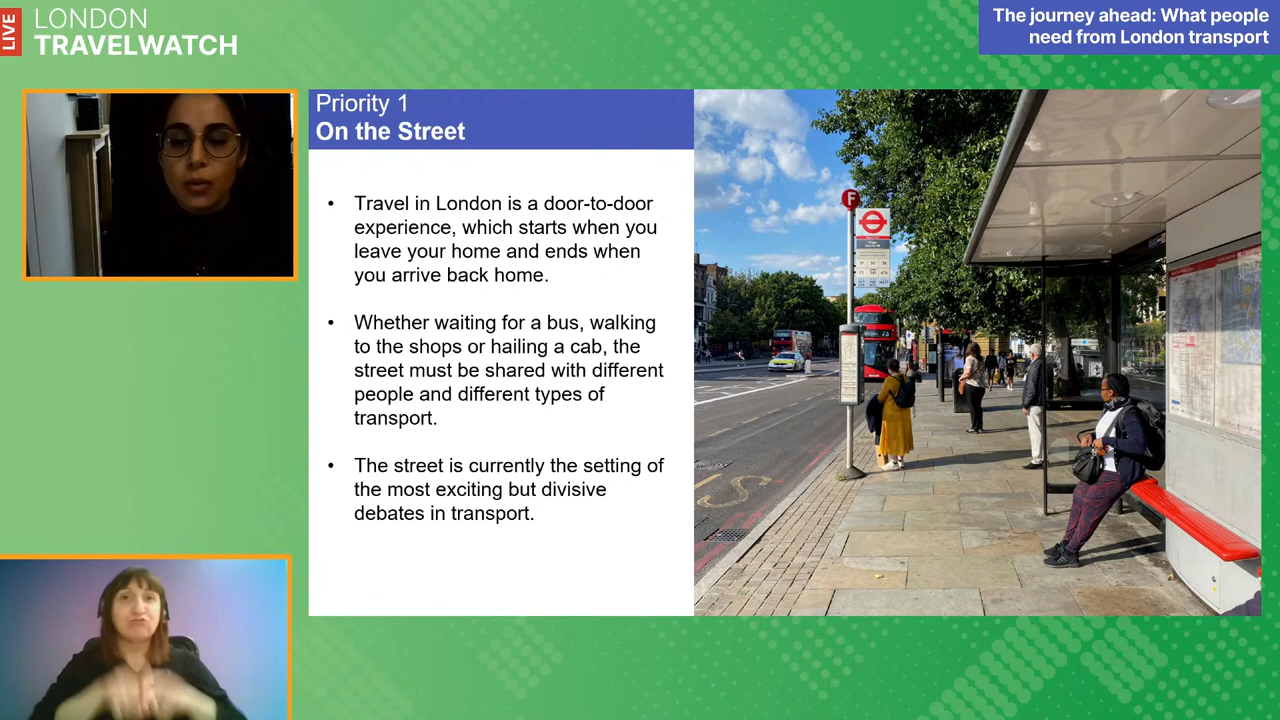 LIVE
LONDON
TRAVELWATCH
The journey ahead: What people
need from London transport
Priority 1
On the Street
• Travel in London is a door-to-door
experience, which starts when you
leave your home and ends when
you arrive back home.
• Whether waiting for a bus, walking
to the shops or hailing a cab, the
street must be shared with different
people and different types of
transport.
• The street is currently the setting of
the most exciting but divisive
debates in transport.
F
73